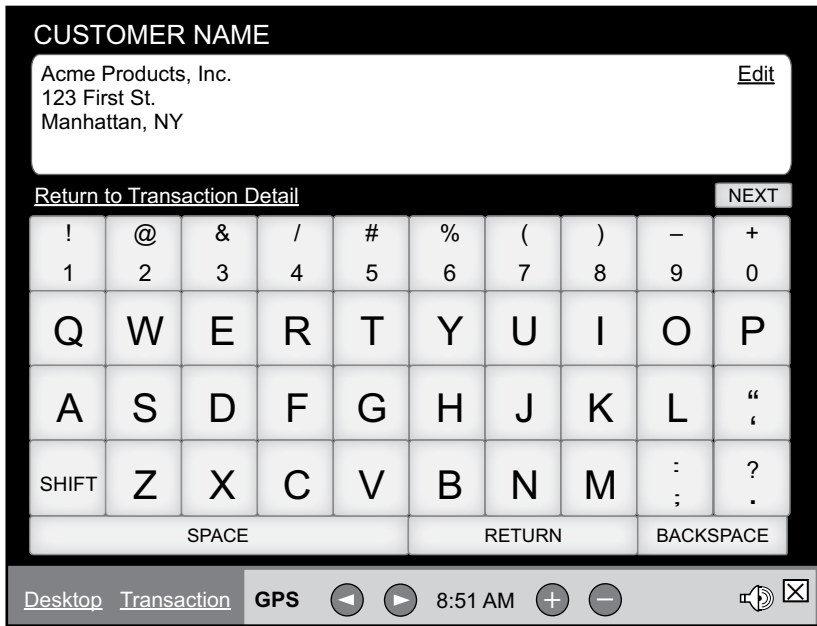 CUSTOMER NAME
Acme Products, Inc. Edit
123 First St.
Manhattan, NY
Return to Transaction Detail NEXT
! @ & / # % ( ) – +
1 2 3 4 5 6 7 8 9 0
Q W E R T Y U I O P
A S D F G H J K L “ ‘
SHIFT Z X C V B N M : ; ? .
SPACE RETURN BACKSPACE
Desktop Transaction GPS 8:51 AM + −